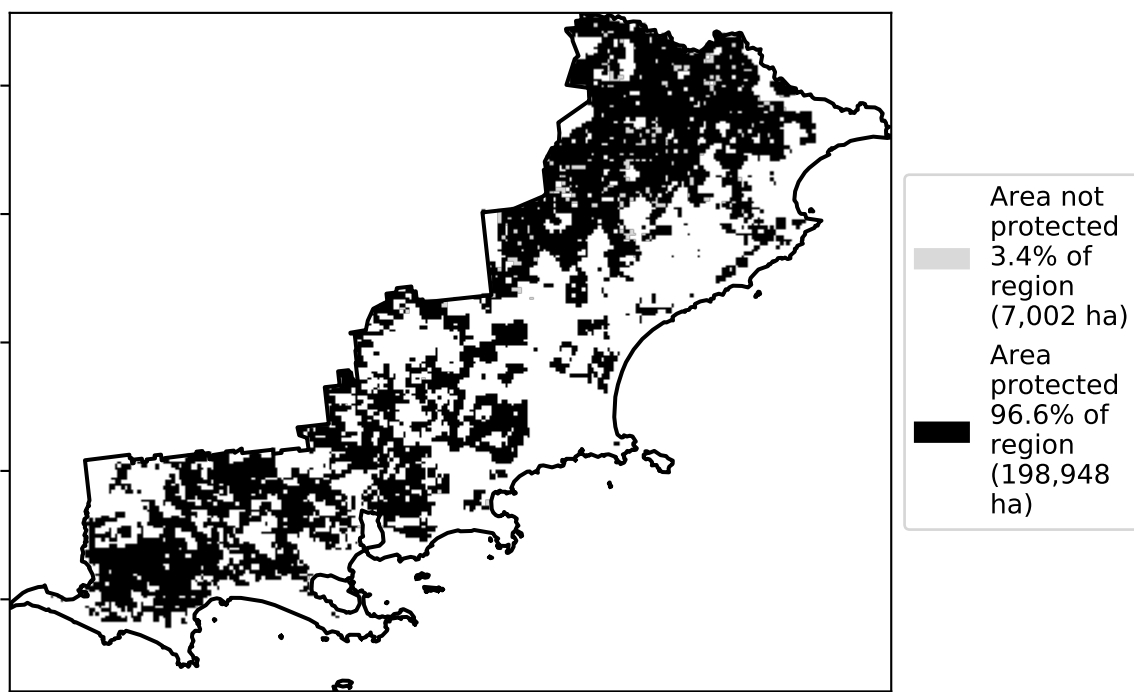 Area not
protected
3.4% of
region
(7,002 ha)
Area
protected
96.6% of
region
(198,948
ha)